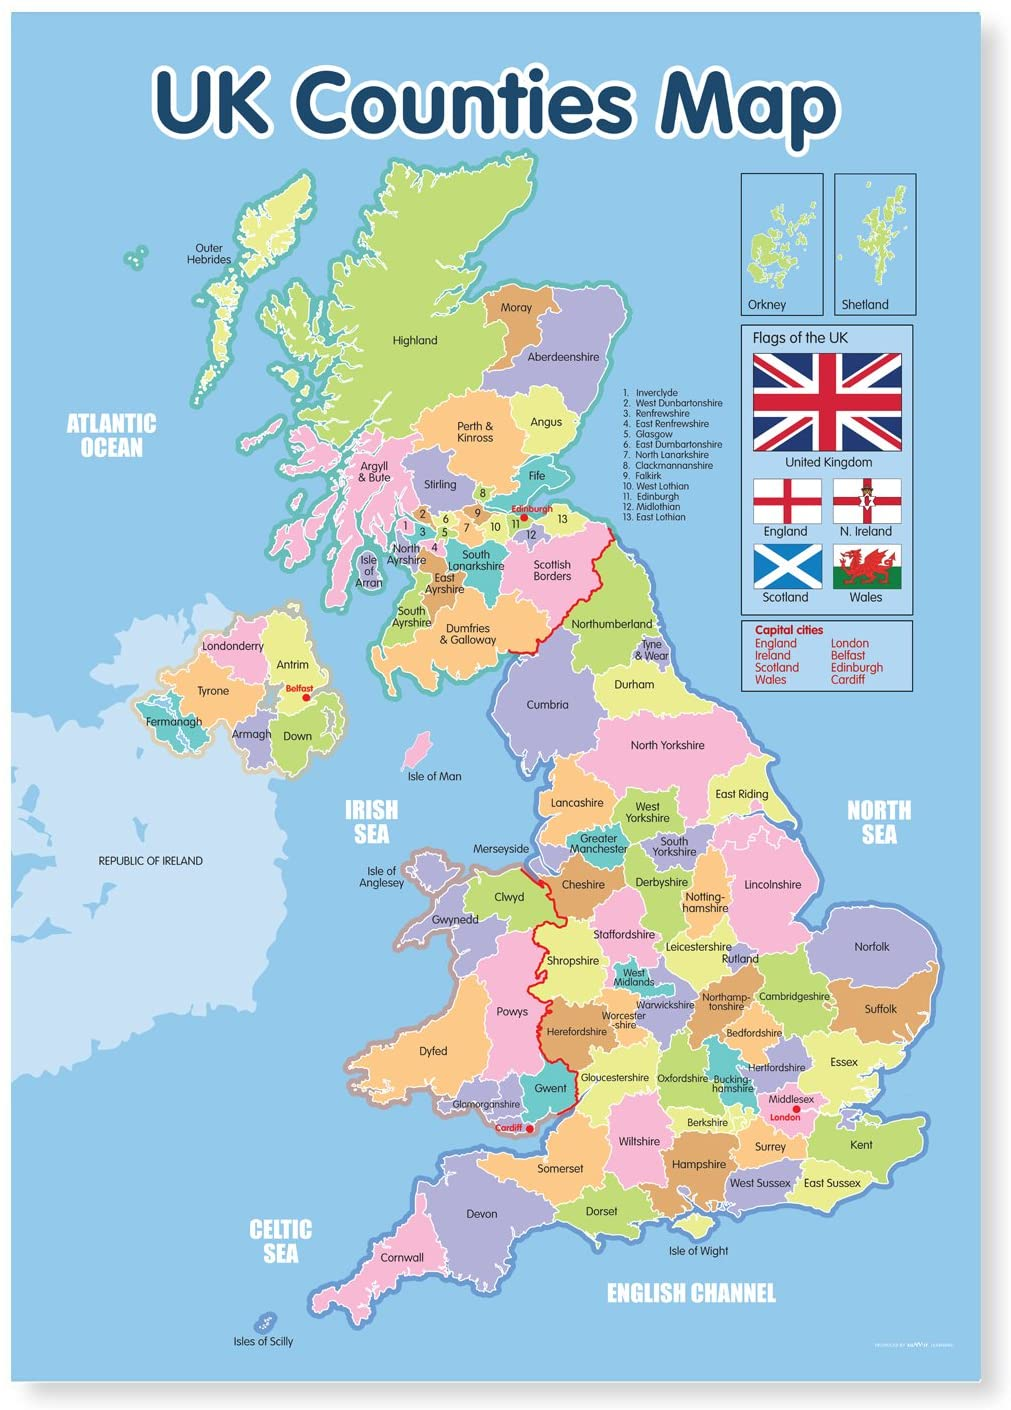 UK Counties Map
Outer
Hebrides
Orkney
Shetland
Moray
Highland
Aberdeenshire
Flags of the UK
United Kingdom
England
N. Ireland
Scotland
Wales
Capital cities
England London
Ireland Belfast
Scotland Edinburgh
Wales Cardiff
1. Inverclyde
2. West Dunbartonshire
3. Renfrewshire
4. East Renfrewshire
5. Glasgow
6. East Dumbartonshire
7. North Lanarkshire
8. Clackmannanshire
9. Falkirk
10. West Lothian
11. Edinburgh
12. Midlothian
13. East Lothian
ATLANTIC
OCEAN
Perth &
Kinross
Angus
Argyll
& Bute
Stirling
Fife
8
Edinburgh
2
6
9
13
1
3
5
7
10
11
12
4
North
Ayrshire
Isle
of
Arran
South
Lanarkshire
East
Ayrshire
Scottish
Borders
South
Ayrshire
Dumfries
& Galloway
Northumberland
Tyne
& Wear
Londonderry
Antrim
Tyrone
Belfast
Fermanagh
Armagh
Down
Durham
Cumbria
North Yorkshire
Isle of Man
Lancashire
West
Yorkshire
East Riding
IRISH
SEA
NORTH
SEA
REPUBLIC OF IRELAND
Merseyside
Greater
Manchester
South
Yorkshire
Isle of
Anglesey
Clwyd
Cheshire
Derbyshire
Notting-
hamshire
Lincolnshire
Gwynedd
Staffordshire
Leicestershire
Rutland
Norfolk
Shropshire
West
Midlands
Powys
Worcester
-shire
Warwickshire
Northamp-
tonshire
Cambridgeshire
Suffolk
Herefordshire
Bedfordshire
Dyfed
Gwent
Gloucestershire
Oxfordshire
Bucking-
hamshire
Hertfordshire
Essex
Glamorganshire
Cardiff
Middlesex
London
Berkshire
Wiltshire
Surrey
Kent
Somerset
Hampshire
West Sussex
East Sussex
Devon
Dorset
Isle of Wight
Cornwall
CELTIC
SEA
ENGLISH CHANNEL
Isles of Scilly